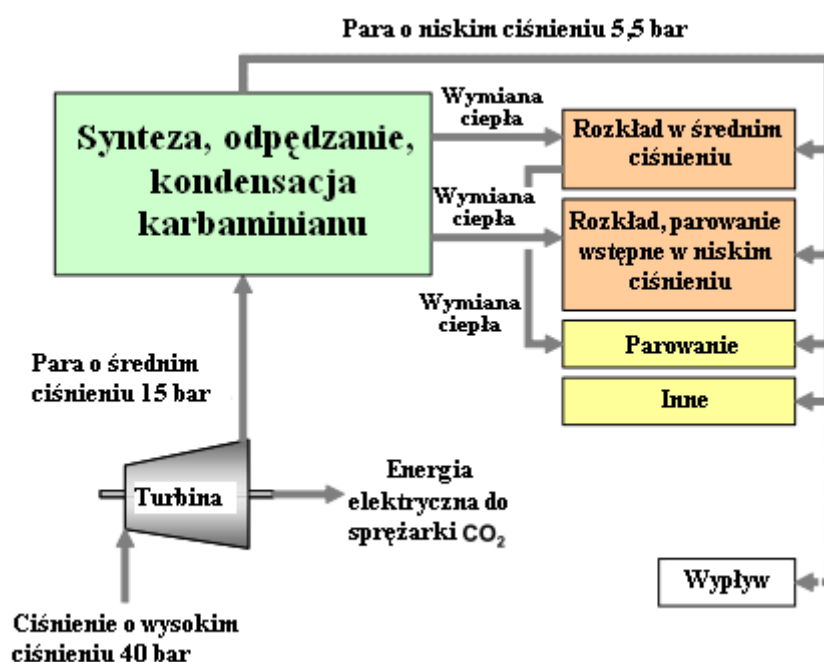 Para o niskim ciśnieniu 5,5 bar
Synteza, odpędzanie,
kondensacja
karbaminianu
Wymiana
ciepła
Rozkład w średnim
ciśnieniu
Wymiana
ciepła
Rozkład, parowanie
wstępne w niskim
ciśnieniu
Wymiana
ciepła
Parowanie
Inne
Para o średnim
ciśnieniu 15 bar
Turbina
Energia
elektryczna do
sprężarki CO₂
Wypływ
Ciśnienie o wysokim
ciśnieniu 40 bar